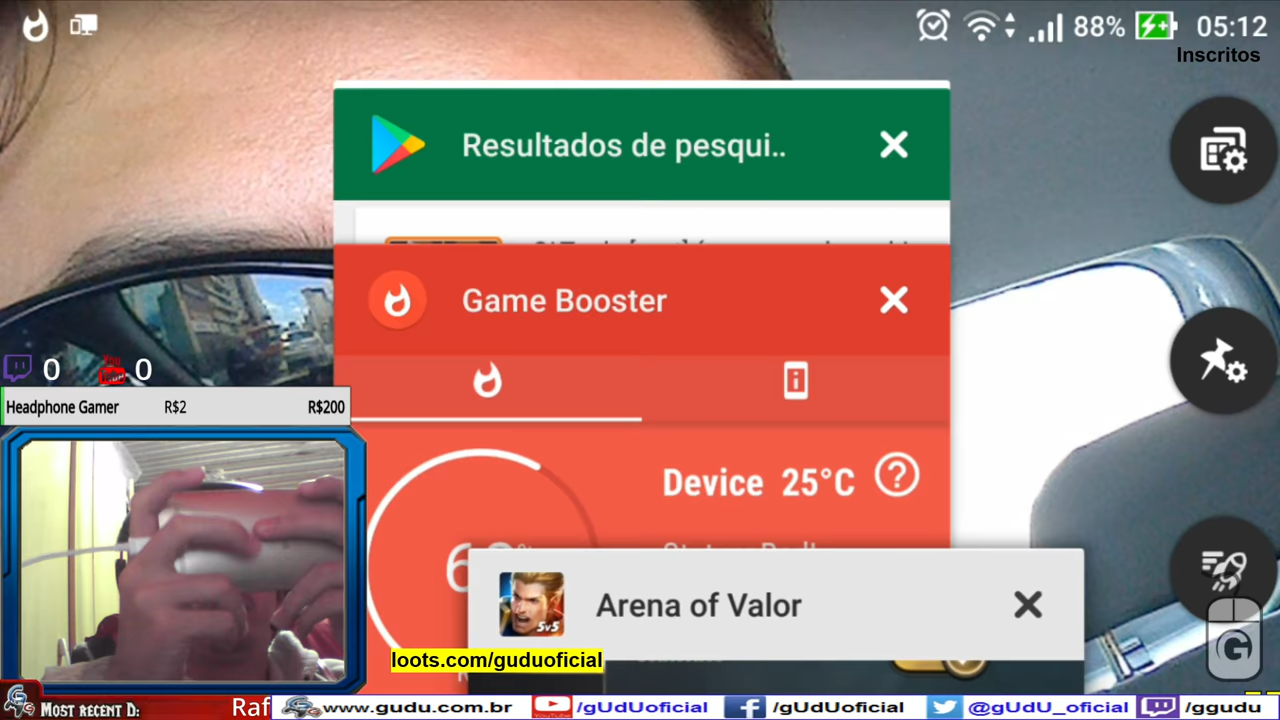 88% 05:12
Inscritos
Resultados de pesqui..
Game Booster
0 0
Headphone Gamer R$2 R$200
Device 25°C
Arena of Valor
5v5
loots.com/guduoficial
Most recent D: Raf
www.gudu.com.br /gUdUoficial /gUdUoficial @gUdU_oficial /ggudu